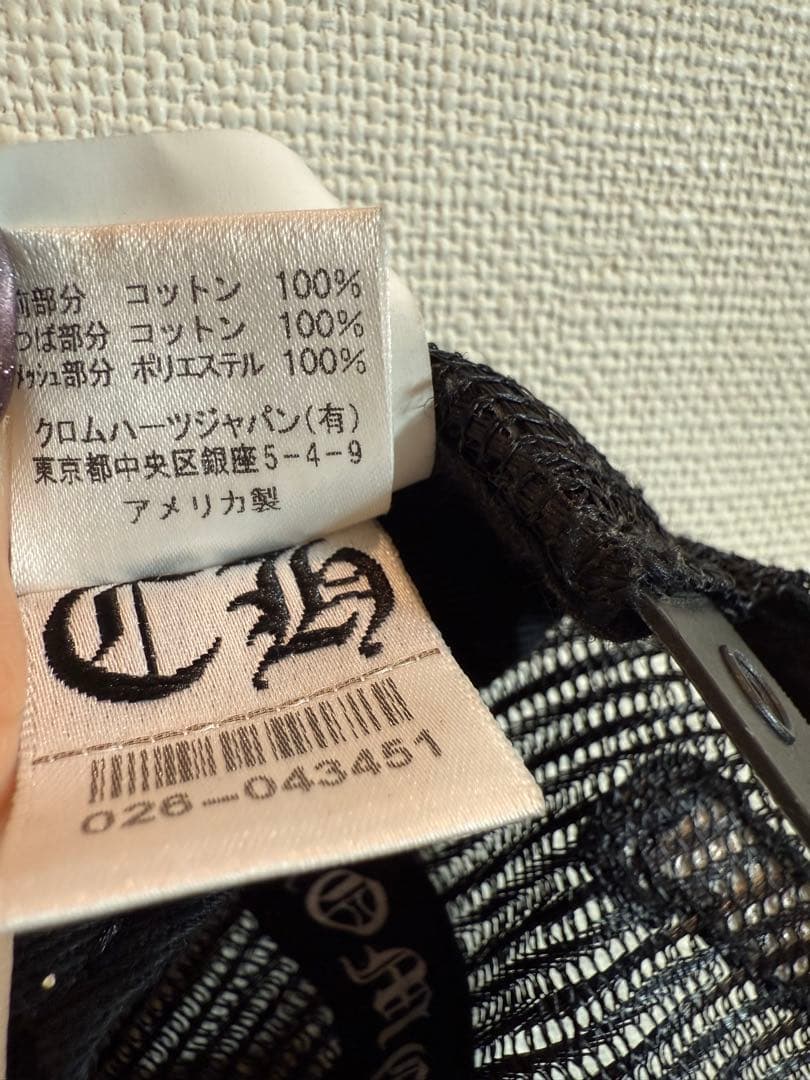 前部分 コットン 100%
つば部分 コットン 100%
メッシュ部分 ポリエステル 100%
クロムハーツジャパン(有)
東京都中央区銀座5-4-9
アメリカ製
CH
026-043451